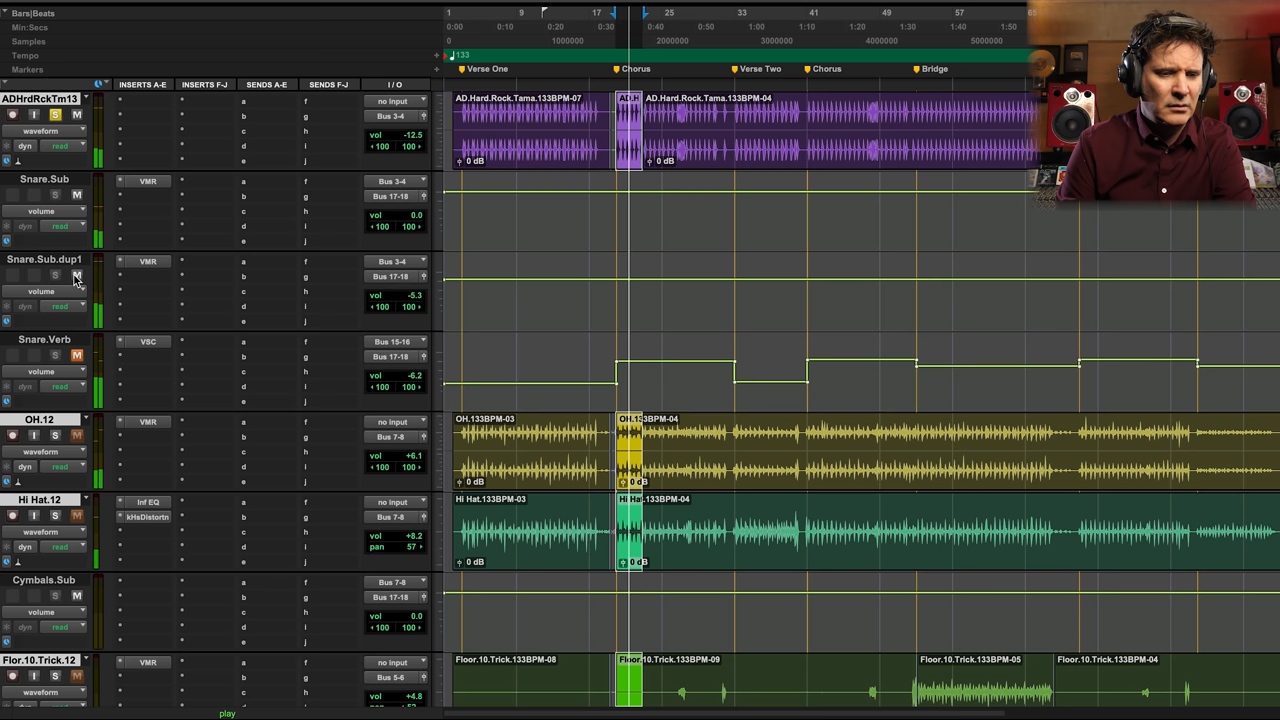 Bars|Beats
1 9 17 25 33 41 49 57 65
Min:Secs
0:00 0:10 0:20 0:30 0:40 0:50 1:00 1:10 1:20 1:30 1:40 1:50
Samples
0 1000000 2000000 3000000 4000000 5000000
Tempo
133
Markers
Verse One Chorus Verse Two Chorus Bridge
INSERTS A-E INSERTS F-J SENDS A-E SENDS F-J I / O
ADHrdRckTm13
I S M
waveform
dyn read
a b c d e
f g h i j
no input
Bus 3-4
vol -12.5
100 100
AD.Hard.Rock.Tama.133BPM-07
AD.H
AD.Hard.Rock.Tama.133BPM-04
0 dB
0 dB
Snare.Sub
S M
volume
dyn read
VMR
a b c d e
f g h i j
Bus 3-4
Bus 17-18
vol 0.0
100 100
Snare.Sub.dup1
S M
volume
dyn read
VMR
a b c d e
f g h i j
Bus 3-4
Bus 17-18
vol -5.3
100 100
Snare.Verb
S M
volume
dyn read
VSC
a b c d e
f g h i j
Bus 15-16
Bus 17-18
vol -6.2
100 100
OH.12
I S M
waveform
dyn read
VMR
a b c d e
f g h i j
no input
Bus 7-8
vol +6.1
100 100
OH.133BPM-03
OH.133BPM-04
0 dB
0 dB
Hi Hat.12
I S M
waveform
dyn read
Inf EQ
kHsDistortn
a b c d e
f g h i j
no input
Bus 7-8
vol +8.2
pan 57
Hi Hat.133BPM-03
Hi Hat.133BPM-04
0 dB
0 dB
Cymbals.Sub
S M
volume
dyn read
a b c d e
f g h i j
Bus 7-8
Bus 17-18
vol 0.0
100 100
Flor.10.Trick.12
I S M
waveform
VMR
a b c
f g h
no input
Bus 5-6
vol +4.8
Floor.10.Trick.133BPM-08
Floor.10.Trick.133BPM-09
Floor.10.Trick.133BPM-05
Floor.10.Trick.133BPM-04
play